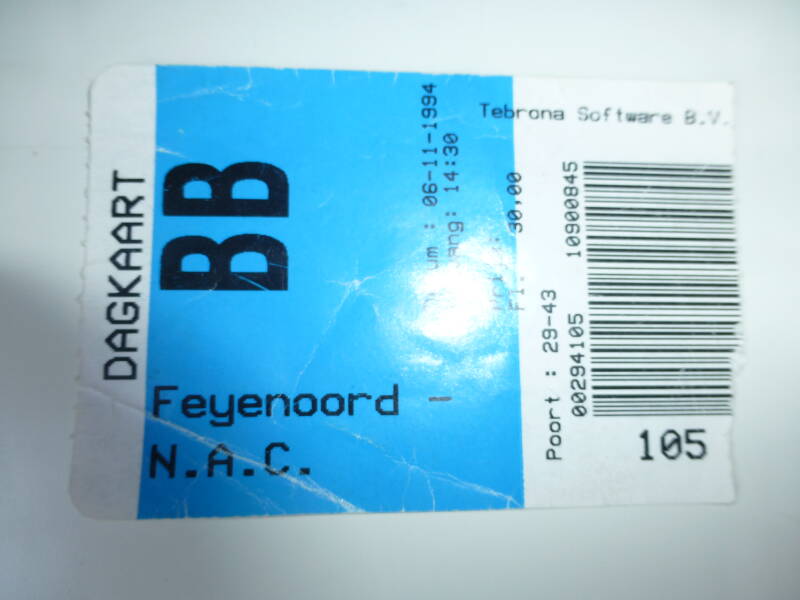 DAGKAART
BB
Feyenoord -
N.A.C.
06-11-1994
14:30
30,00
Tebrona Software B.V.
Poort : 29-43
00294105 10900845
105